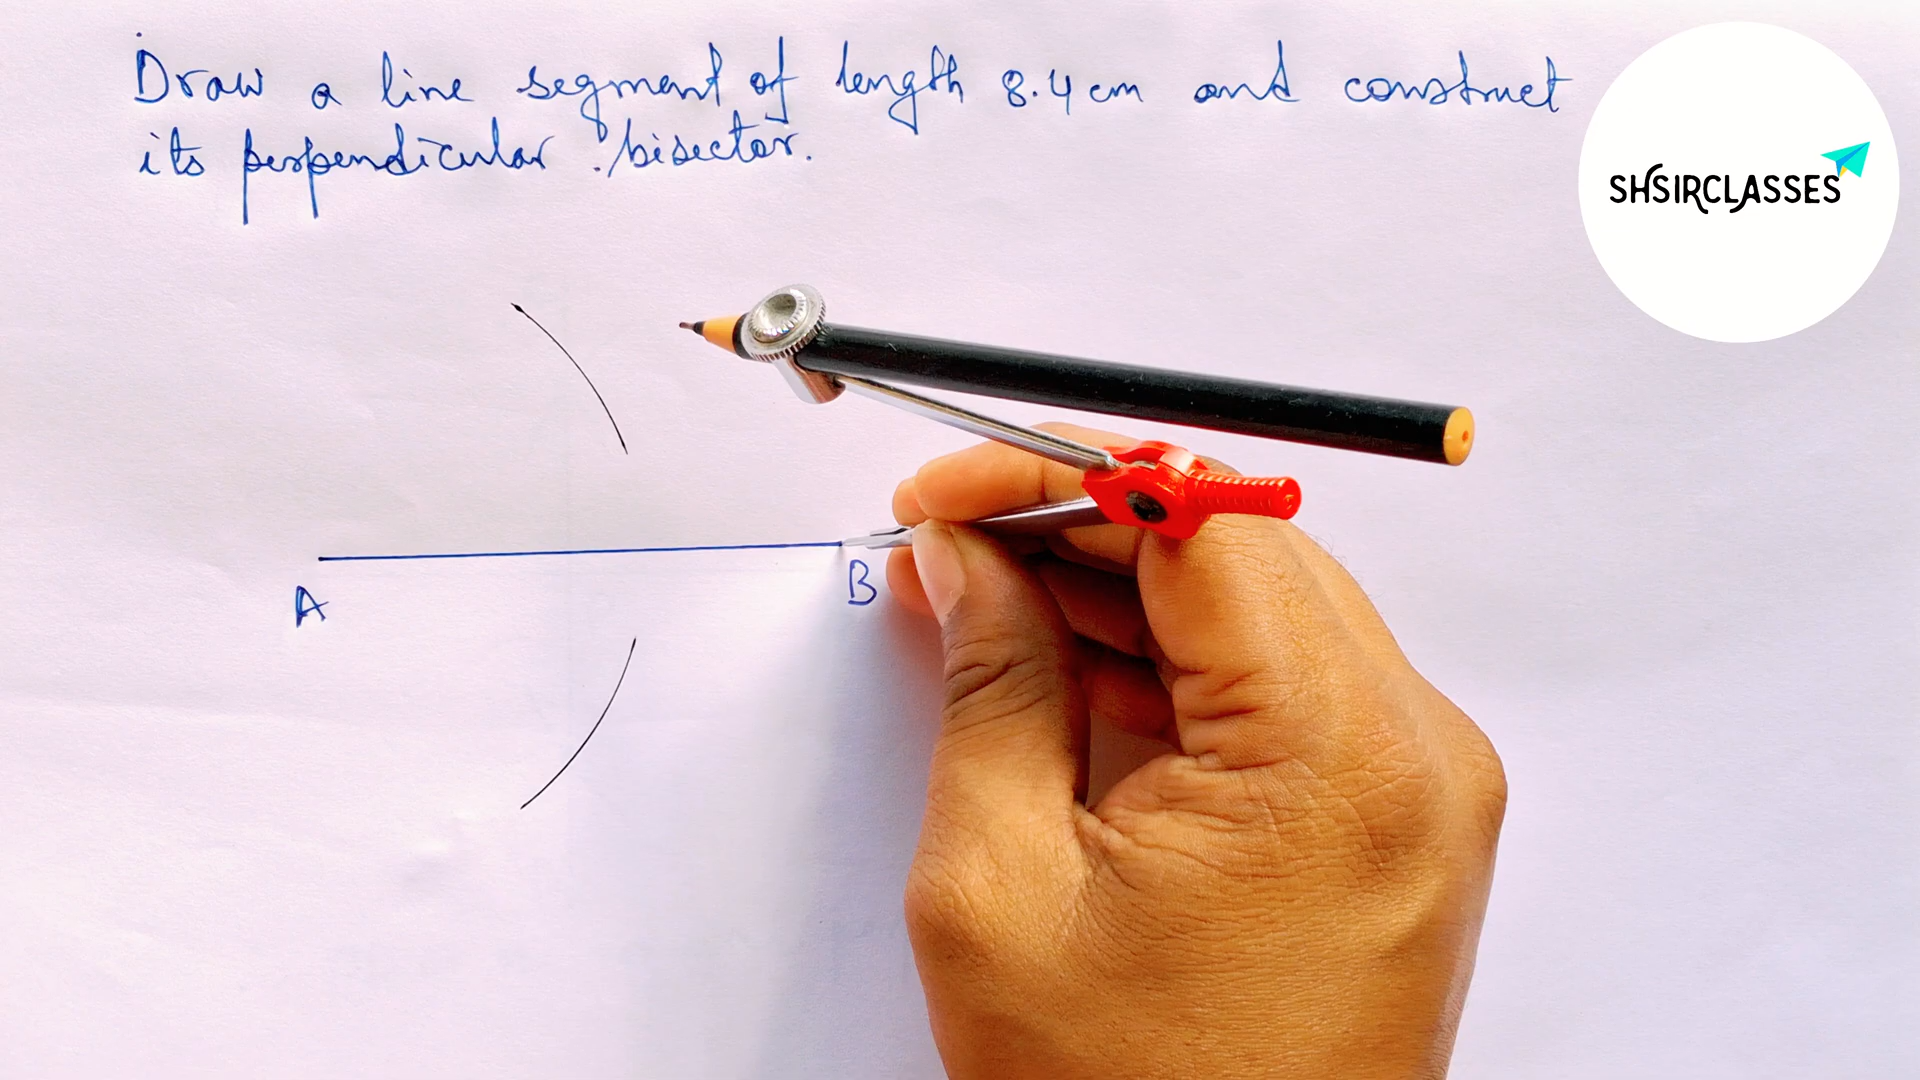 Draw a line segment of length 8.4 cm and construct
its perpendicular bisector.
SHSIRCLASSES
A
B